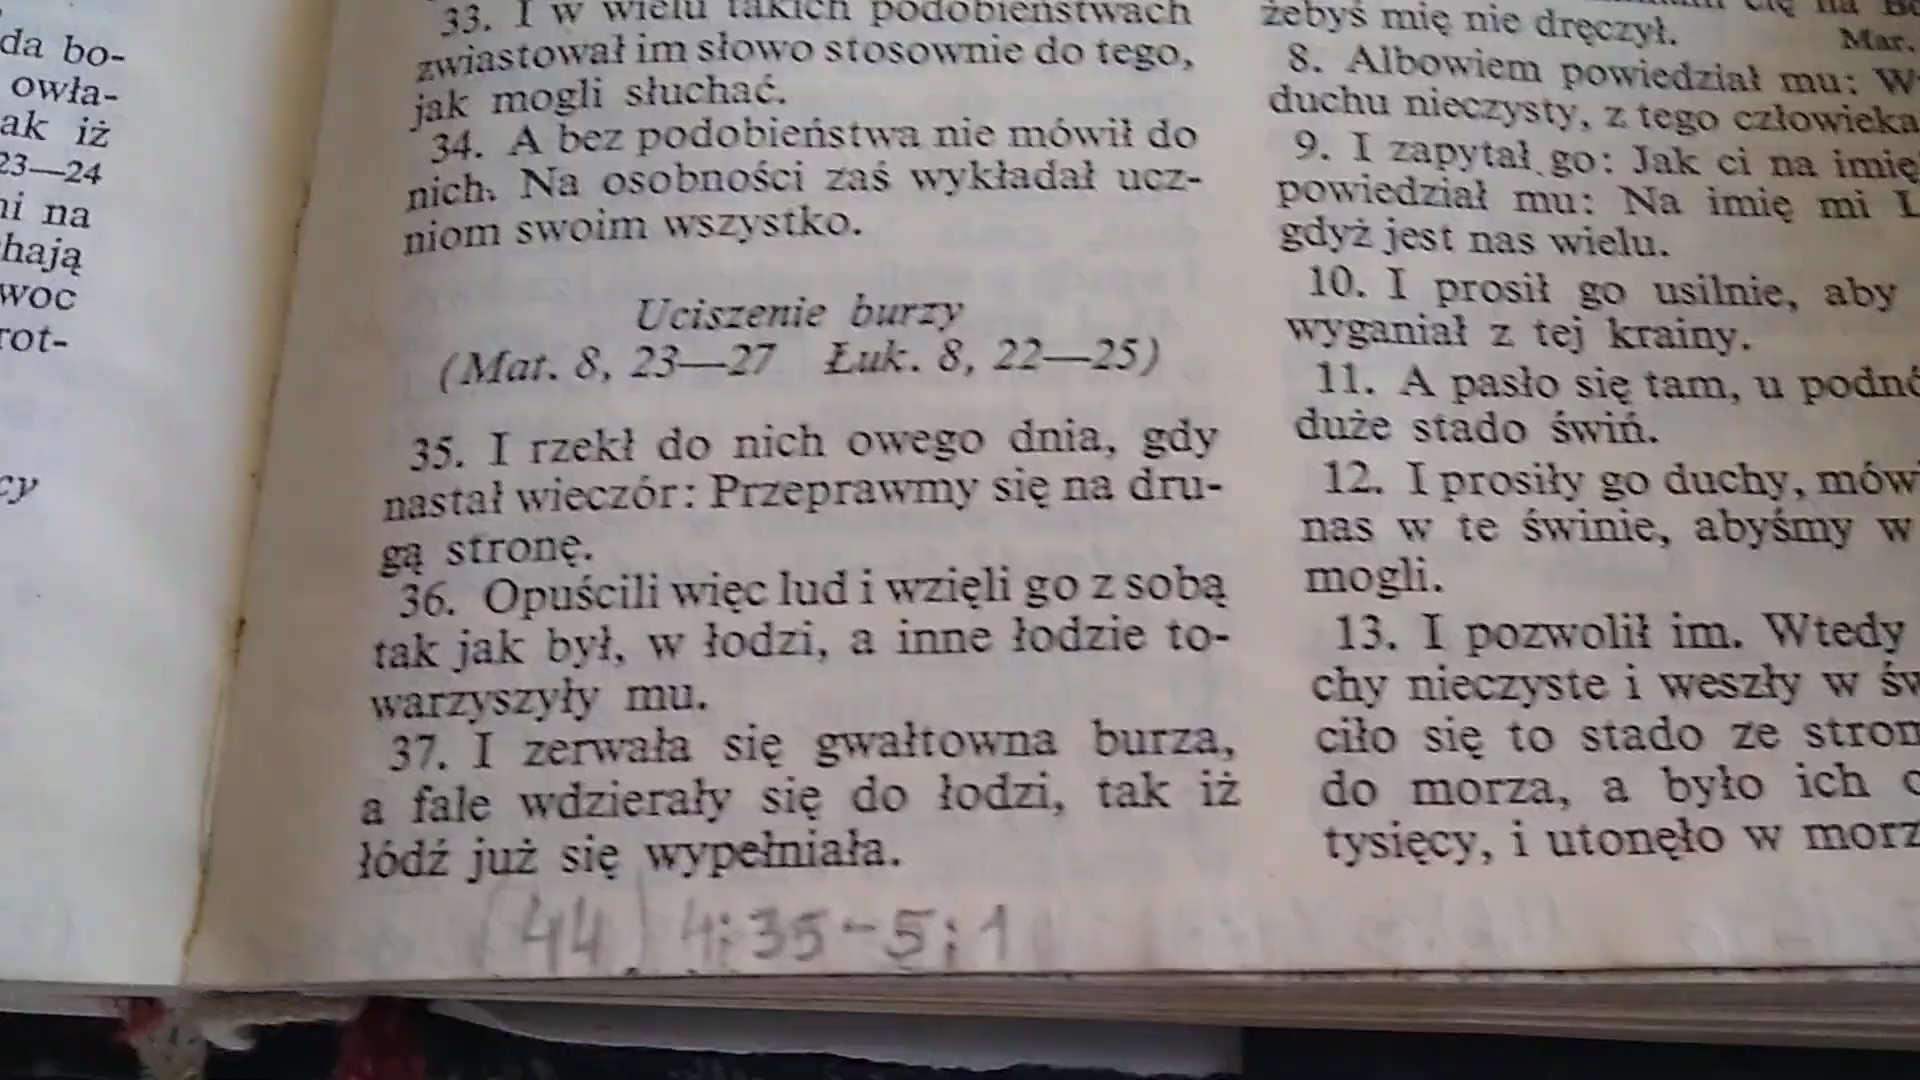 da bo-
owła-
ak iż
23—24
ni na
hają
woc
rot-
cy
33. I w wielu takich podobieństwach
zwiastował im słowo stosownie do tego,
jak mogli słuchać.
34. A bez podobieństwa nie mówił do
nich. Na osobności zaś wykładał ucz-
niom swoim wszystko.
Uciszenie burzy
(Mat. 8, 23—27 Łuk. 8, 22—25)
35. I rzekł do nich owego dnia, gdy
nastał wieczór: Przeprawmy się na dru-
gą stronę.
36. Opuścili więc lud i wzięli go z sobą
tak jak był, w łodzi, a inne łodzie to-
warzyszyły mu.
37. I zerwała się gwałtowna burza,
a fale wdzierały się do łodzi, tak iż
łódź już się wypełniała.
(44) 4:35-5:1
żebyś mię nie dręczył.
Mar.
8. Albowiem powiedział mu: W
duchu nieczysty, z tego człowieka
9. I zapytał go: Jak ci na imię
powiedział mu: Na imię mi L
gdyż jest nas wielu.
10. I prosił go usilnie, aby
wyganiał z tej krainy.
11. A pasło się tam, u podnó
duże stado świń.
12. I prosiły go duchy, mówi
nas w te świnie, abyśmy w
mogli.
13. I pozwolił im. Wtedy
chy nieczyste i weszły w św
ciło się to stado ze stron
do morza, a było ich
tysięcy, i utonęło w morz